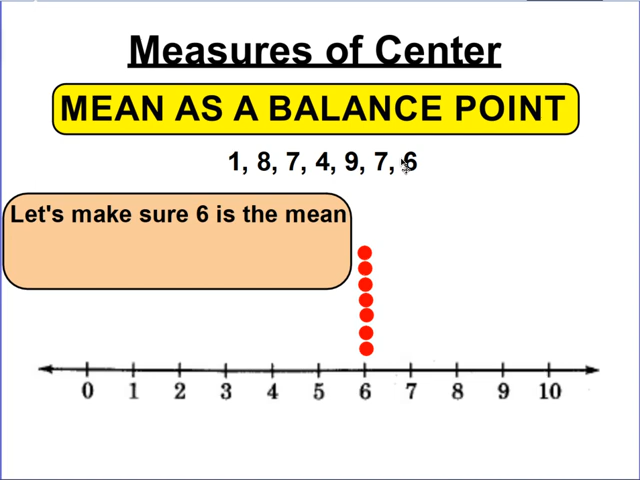 Measures of Center
MEAN AS A BALANCE POINT
1, 8, 7, 4, 9, 7, 6
Let's make sure 6 is the mean
0 1 2 3 4 5 6 7 8 9 10